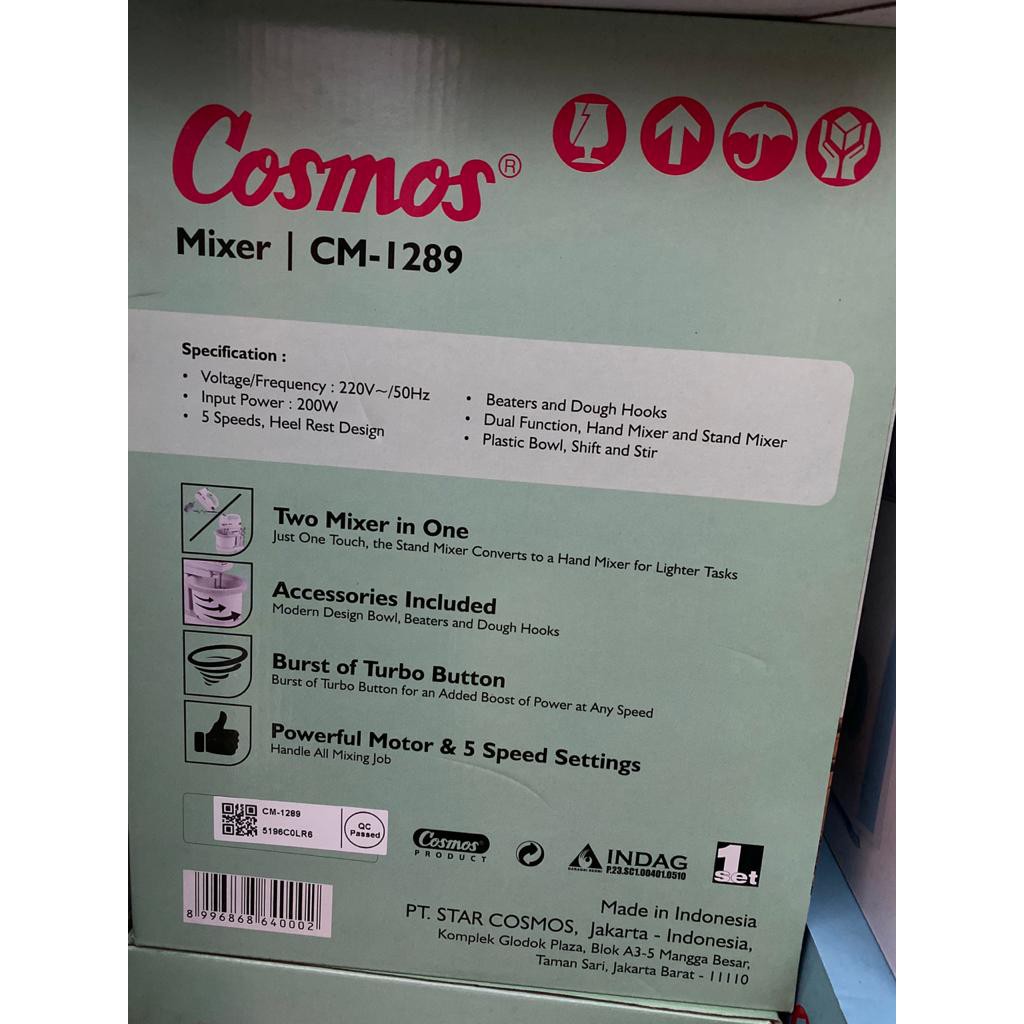 Cosmos®
Mixer | CM-1289
Specification :
• Voltage/Frequency : 220V~/50Hz
• Input Power : 200W
• 5 Speeds, Heel Rest Design
• Beaters and Dough Hooks
• Dual Function, Hand Mixer and Stand Mixer
• Plastic Bowl, Shift and Stir
Two Mixer in One
Just One Touch, the Stand Mixer Converts to a Hand Mixer for Lighter Tasks
Accessories Included
Modern Design Bowl, Beaters and Dough Hooks
Burst of Turbo Button
Burst of Turbo Button for an Added Boost of Power at Any Speed
Powerful Motor & 5 Speed Settings
Handle All Mixing Job
CM-1289
5196C0LR6
QC
Passed
Cosmos®
PRODUCT
INDAG
P.23.SC1.00401.0510
1
set
8 996868 640002
Made in Indonesia
PT. STAR COSMOS, Jakarta - Indonesia,
Komplek Glodok Plaza, Blok A3-5 Mangga Besar,
Taman Sari, Jakarta Barat - 11110